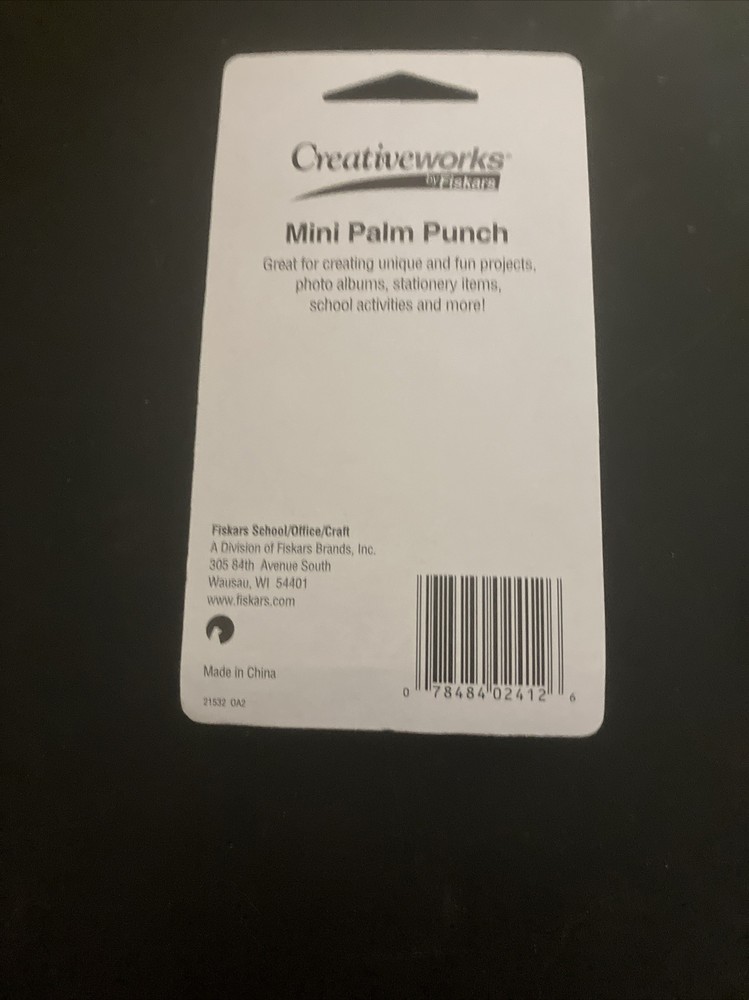 Creativeworks
by Fiskars
Mini Palm Punch
Great for creating unique and fun projects,
photo albums, stationery items,
school activities and more!
Fiskars School/Office/Craft
A Division of Fiskars Brands, Inc.
305 84th Avenue South
Wausau, WI 54401
www.fiskars.com
Made in China
21532 0A2
0 78484 02412 6